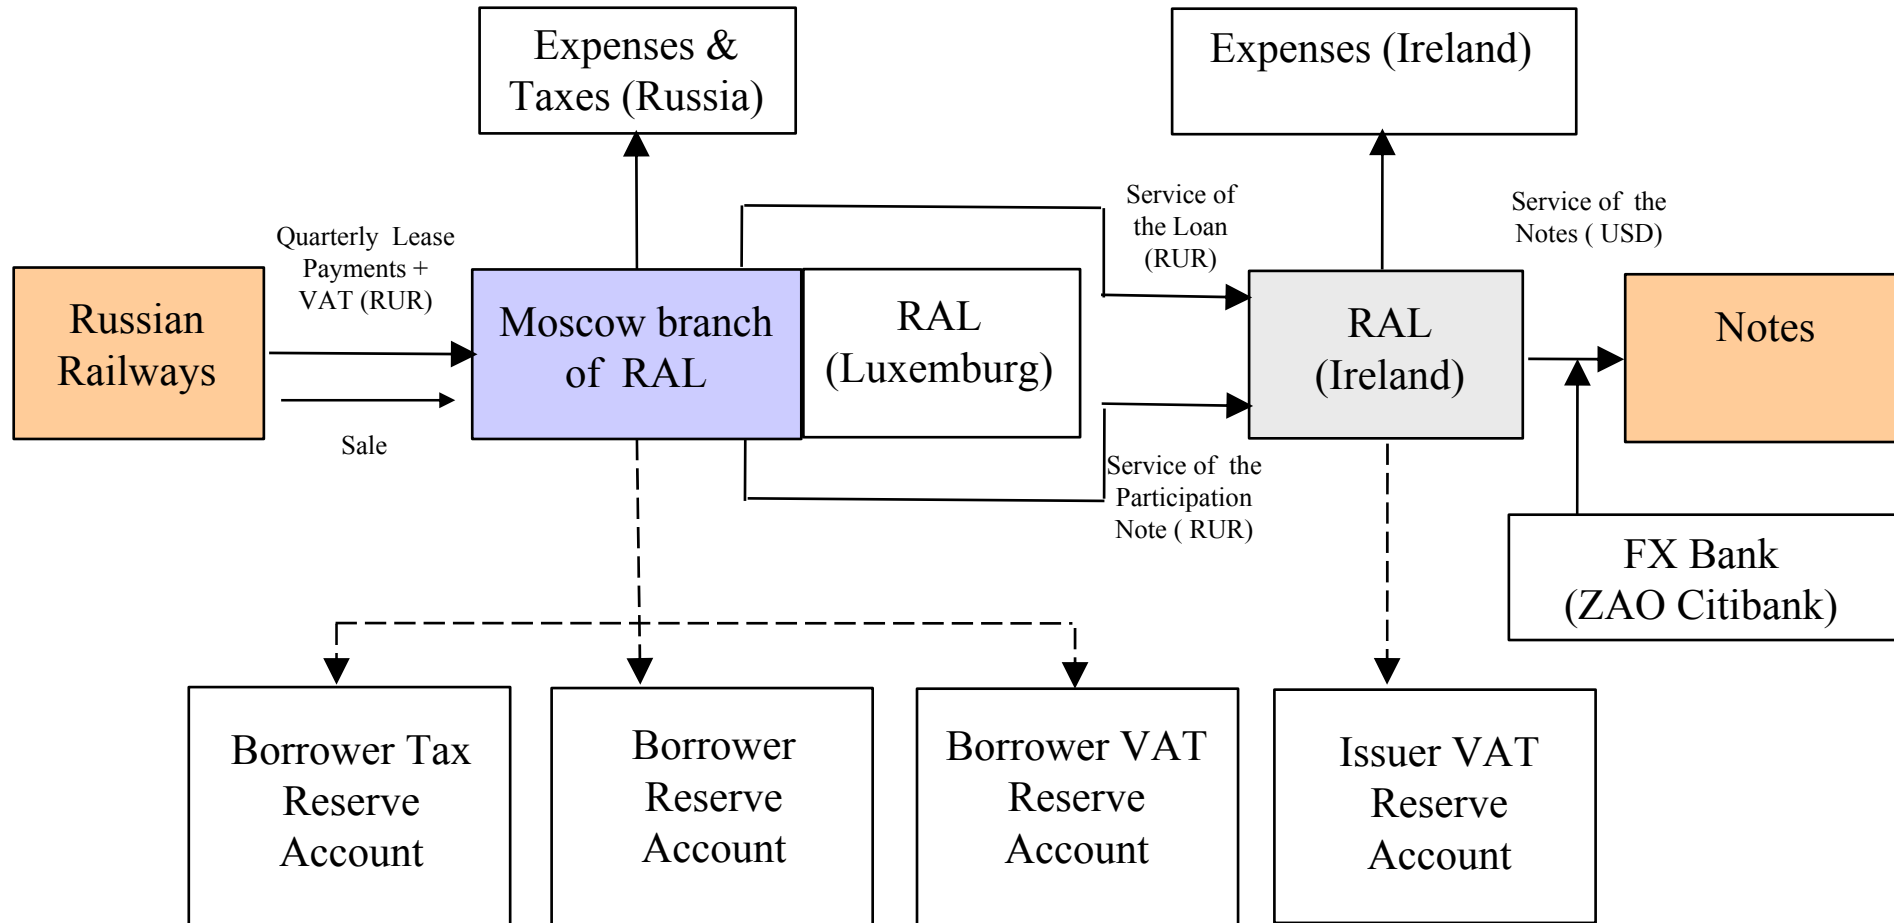 Expenses &
Taxes (Russia)
Expenses (Ireland)
Quarterly Lease
Payments +
VAT (RUR)
Service of
the Loan
(RUR)
Service of the
Notes ( USD)
Russian
Railways
Moscow branch
of RAL
RAL
(Luxemburg)
RAL
(Ireland)
Notes
Sale
Service of the
Participation
Note ( RUR)
FX Bank
(ZAO Citibank)
Borrower Tax
Reserve
Account
Borrower
Reserve
Account
Borrower VAT
Reserve
Account
Issuer VAT
Reserve
Account